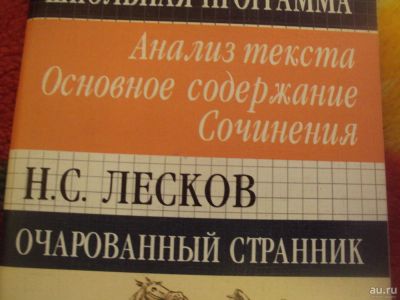 ШКОЛЬНАЯ ПРОГРАММА
Анализ текста
Основное содержание
Сочинения
Н.С. ЛЕСКОВ
ОЧАРОВАННЫЙ СТРАННИК
au.ru